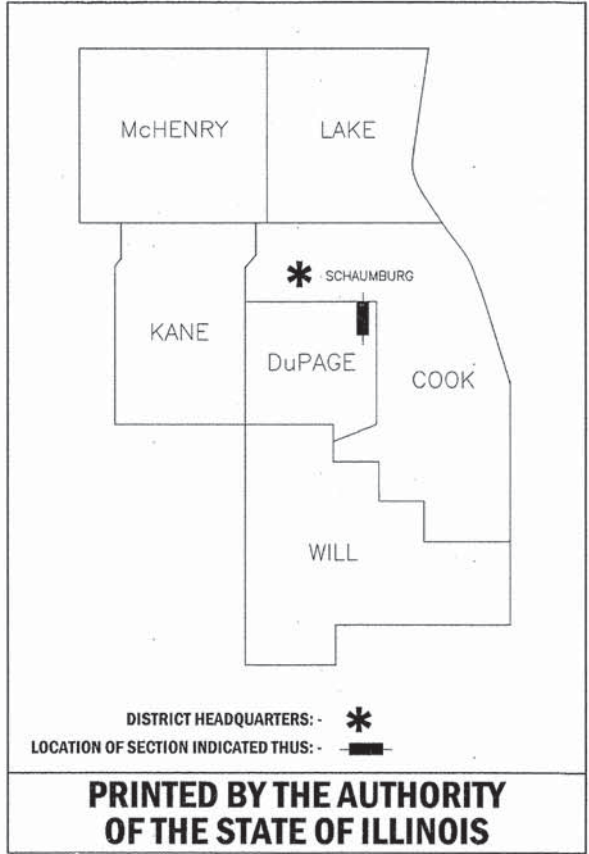 McHENRY
LAKE
SCHAUMBURG
KANE
DuPAGE
COOK
WILL
DISTRICT HEADQUARTERS: -
LOCATION OF SECTION INDICATED THUS: -
PRINTED BY THE AUTHORITY
OF THE STATE OF ILLINOIS